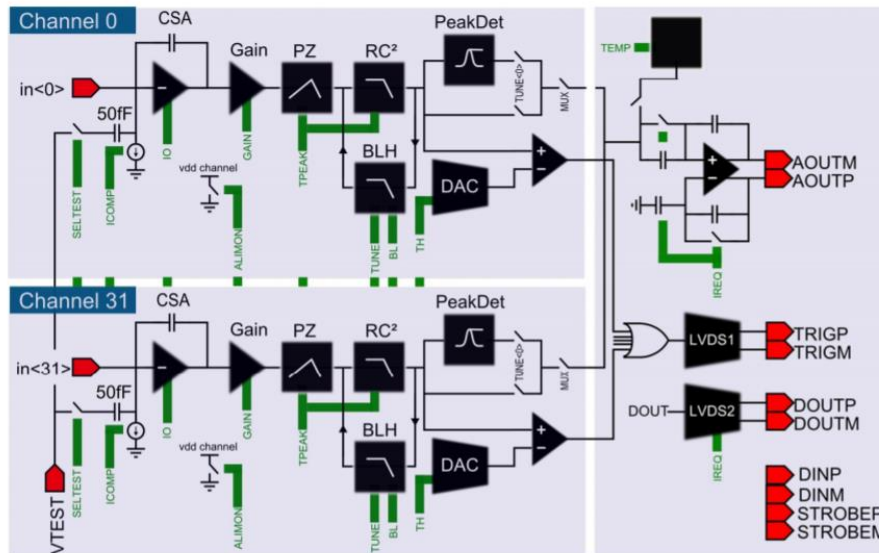 Channel 0
CSA
PeakDet
Gain
PZ
RC²
in<0>
50fF
IO
GAIN
TPEAK
TUNE<0>
MUX
TEMP
vdd channel
BLH
DAC
SELTEST
ICOMP
ALIMON
TUNE
BL
TH
AOUTM
AOUTP
IREQ
Channel 31
CSA
PeakDet
Gain
PZ
RC²
in<31>
50fF
IO
GAIN
TPEAK
TUNE<0>
MUX
vdd channel
BLH
DAC
SELTEST
ICOMP
ALIMON
TUNE
BL
TH
VTEST
LVDS1
TRIGP
TRIGM
DOUT
LVDS2
DOUTP
DOUTM
IREQ
DINP
DINM
STROBEP
STROBEM